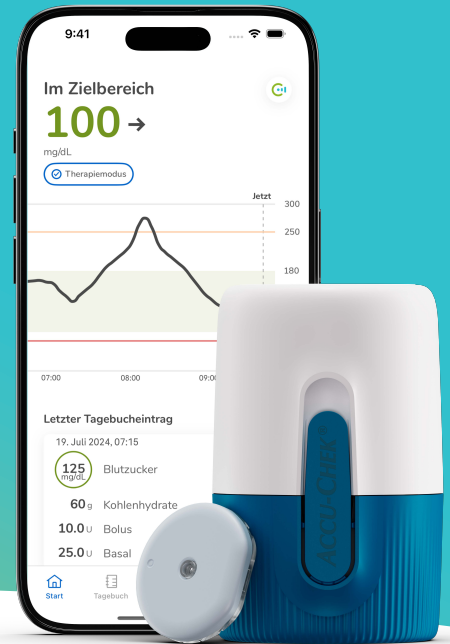 9:41
Im Zielbereich
100 →
mg/dL
Therapiemodus
Jetzt
300
250
180
07:00 08:00 09:0
Letzter Tagebucheintrag
19. Juli 2024, 07:15
125 Blutzucker
mg/dL
60 g Kohlenhydrate
10.0 U Bolus
25.0 U Basal
Start Tagebuch
ACCU-CHEK®